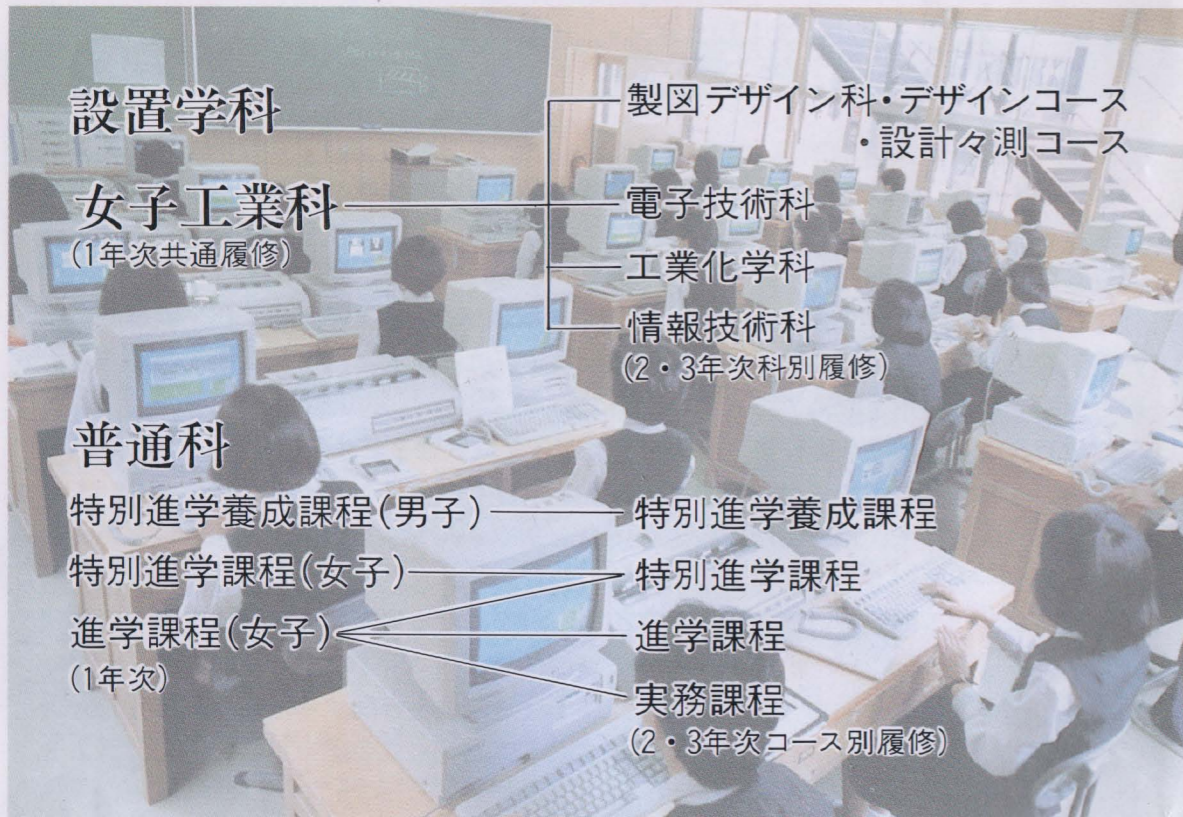 設置学科
女子工業科
(1年次共通履修)
製図デザイン科・デザインコース
・設計々測コース
電子技術科
工業化学科
情報技術科
(2・3年次科別履修)
普通科
特別進学養成課程(男子)
特別進学課程(女子)
進学課程(女子)
(1年次)
特別進学養成課程
特別進学課程
進学課程
実務課程
(2・3年次コース別履修)